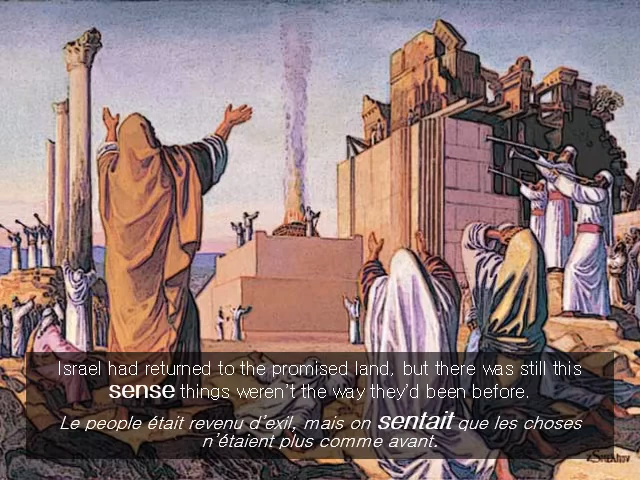 Israel had returned to the promised land, but there was still this
sense things weren't the way they'd been before.
Le people était revenu d'exil, mais on sentait que les choses
n'étaient plus comme avant.